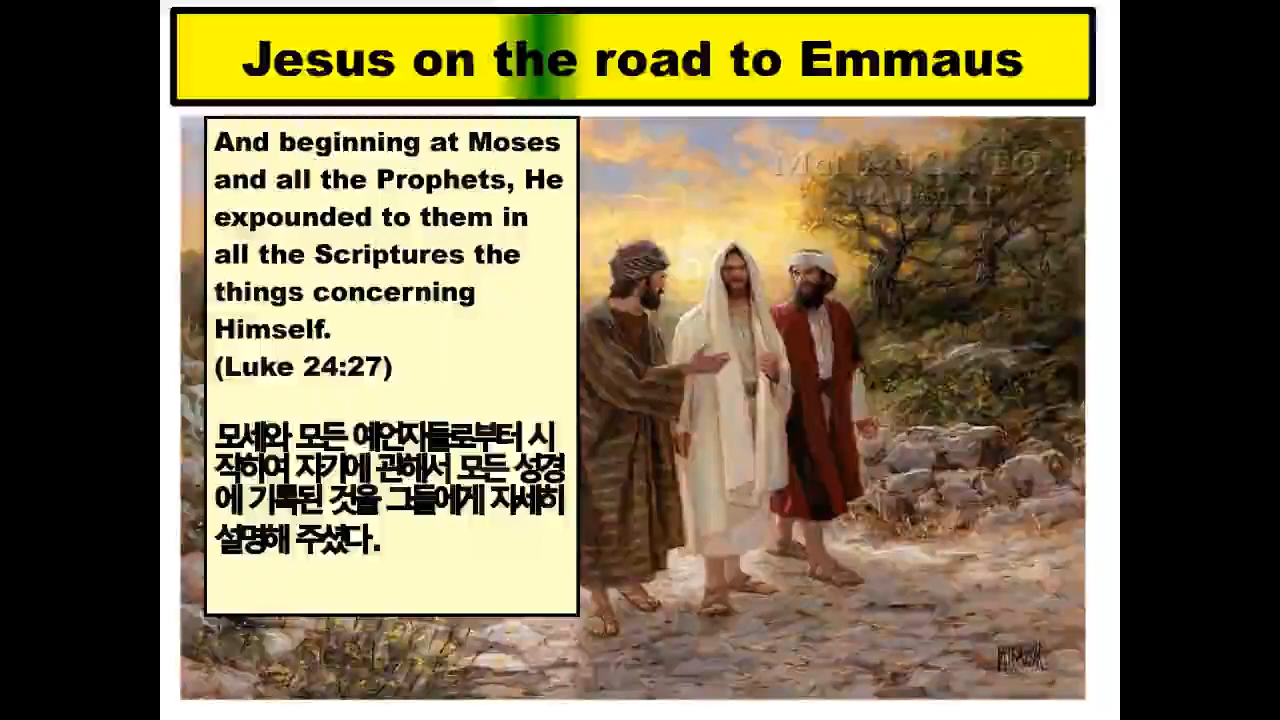 Jesus on the road to Emmaus
And beginning at Moses
and all the Prophets, He
expounded to them in
all the Scriptures the
things concerning
Himself.
(Luke 24:27)
모세와 모든 예언자들로부터 시
작하여 자기에 관해서 모든 성경
에 기록된 것을 그들에게 자세히
설명해 주셨다.